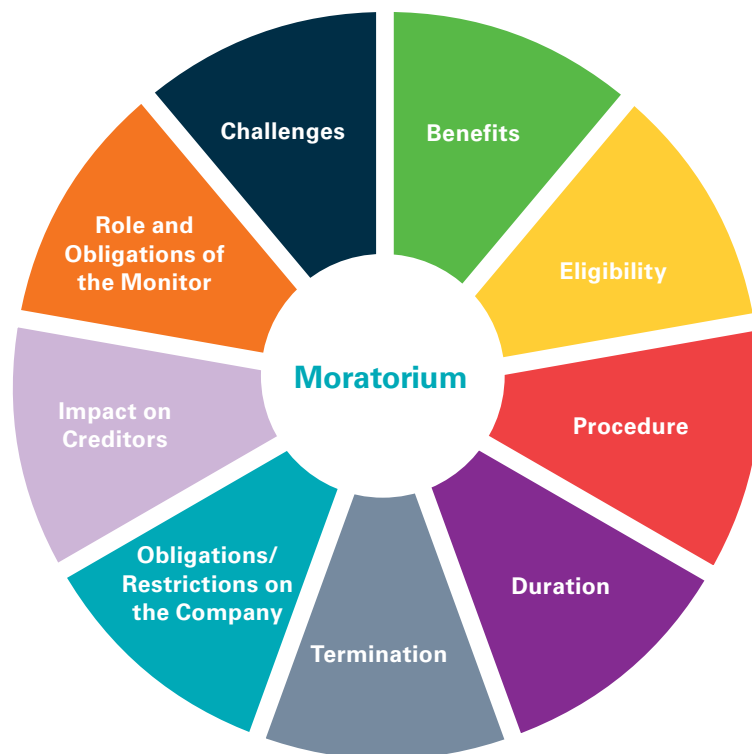 Moratorium
Benefits
Eligibility
Procedure
Duration
Termination
Obligations/
Restrictions on
the Company
Impact on
Creditors
Role and
Obligations of
the Monitor
Challenges